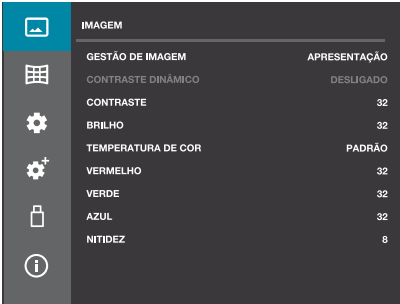 IMAGEM
GESTÃO DE IMAGEM APRESENTAÇÃO
CONTRASTE DINÂMICO DESLIGADO
CONTRASTE 32
BRILHO 32
TEMPERATURA DE COR PADRÃO
VERMELHO 32
VERDE 32
AZUL 32
NITIDEZ 8